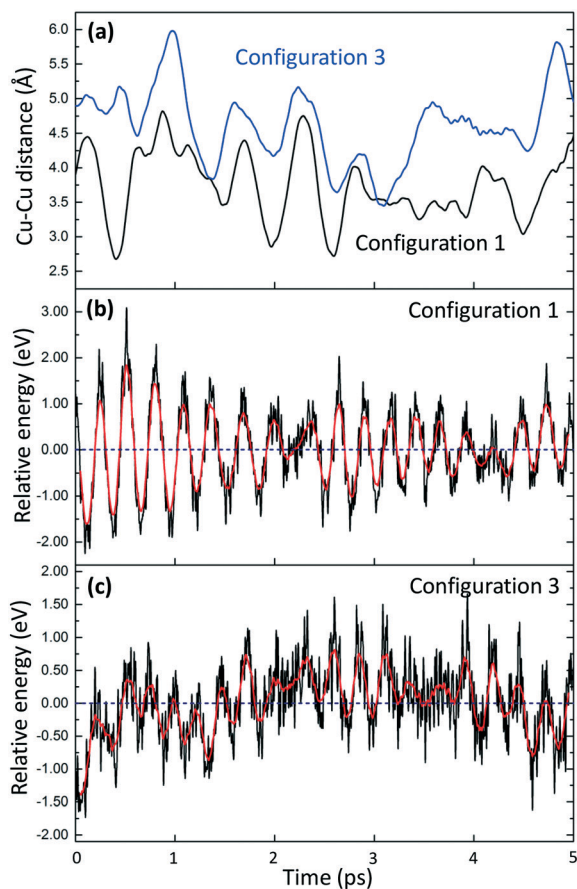 (a)
Configuration 3
Configuration 1
Cu-Cu distance (Å)
6.0
5.5
5.0
4.5
4.0
3.5
3.0
2.5
(b)
Configuration 1
Relative energy (eV)
3.00
2.00
1.00
0.00
-1.00
-2.00
(c)
Configuration 3
Relative energy (eV)
2.00
1.50
1.00
0.50
0.00
-0.50
-1.00
-1.50
-2.00
0 1 2 3 4 5
Time (ps)